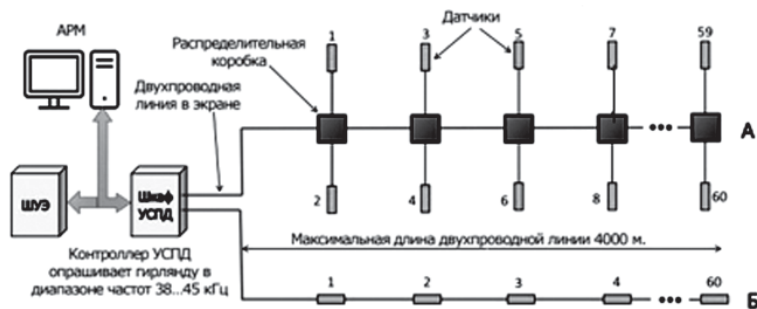 АРМ
Распределительная
коробка
Двухпроводная
линия в экране
Датчики
1
3
5
7
59
А
2
4
6
8
60
ШУЭ
Шкаф
УСПД
Контроллер УСПД
опрашивает гирлянду в
диапазоне частот 38...45 кГц
Максимальная длина двухпроводной линии 4000 м.
1
2
3
4
60
Б